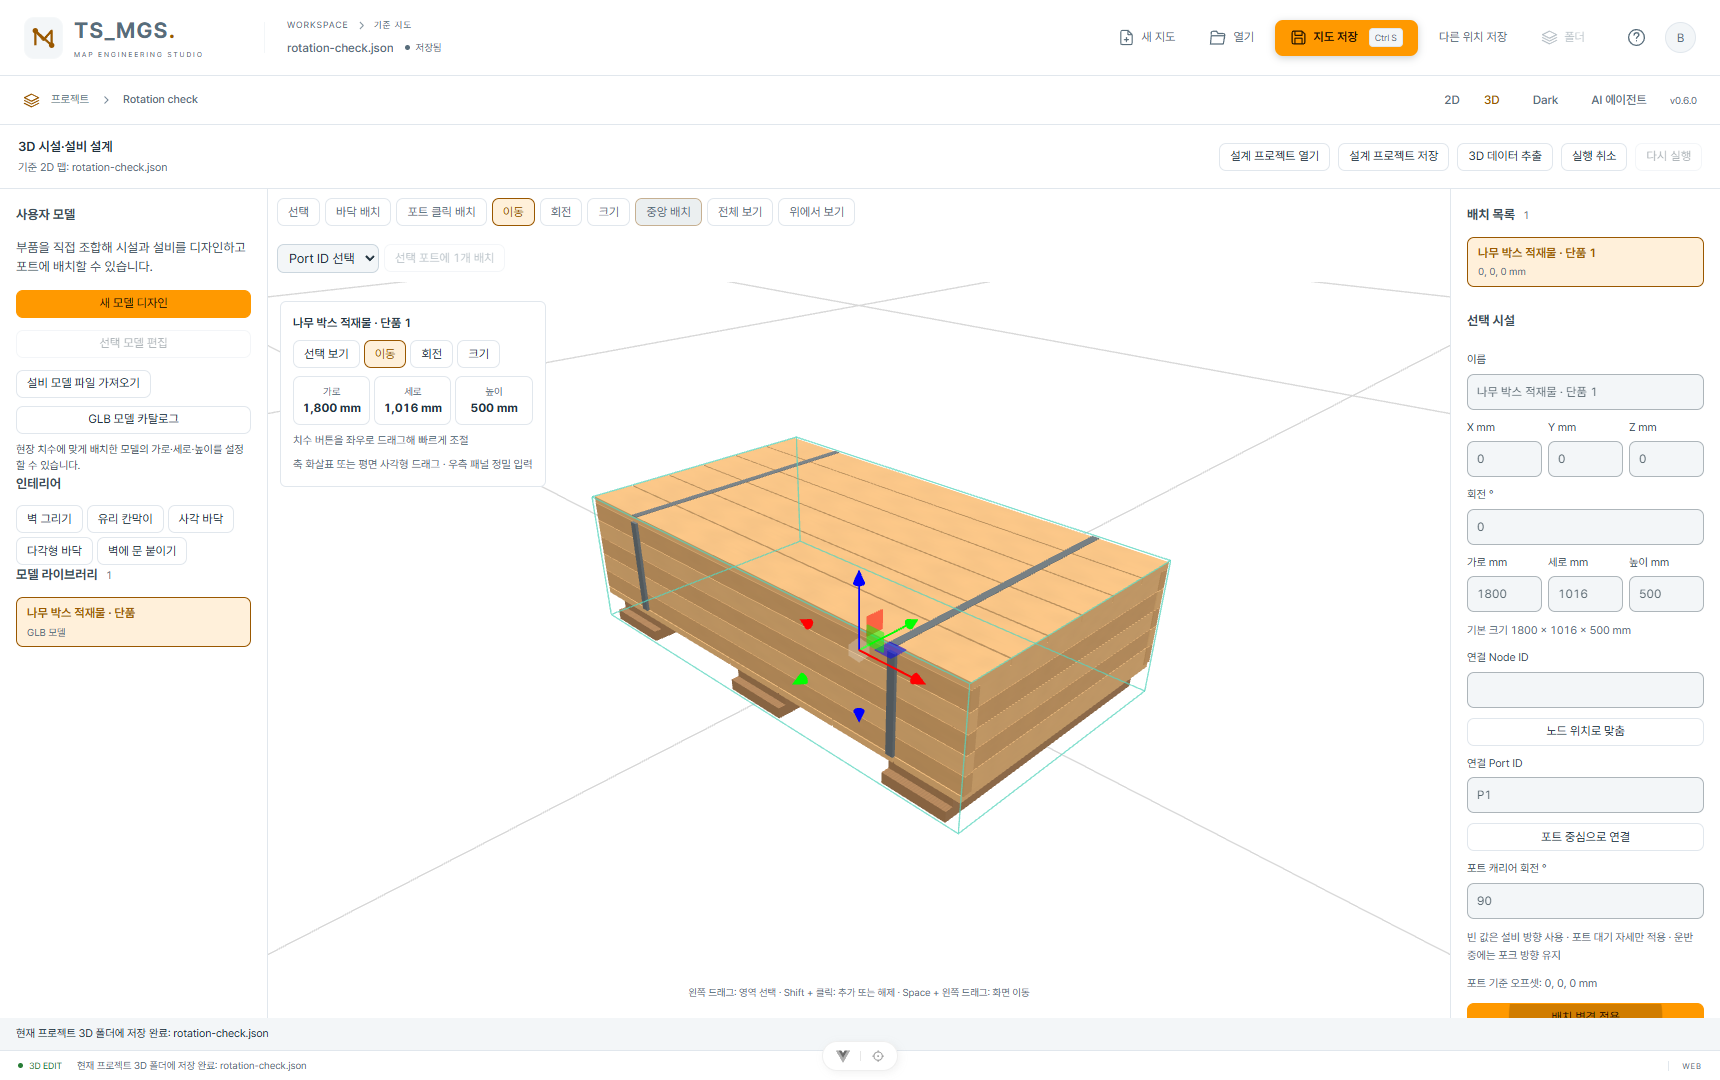 TS_MGS.
MAP ENGINEERING STUDIO
WORKSPACE > 기준 지도
rotation-check.json ● 저장됨
새 지도
열기
지도 저장 Ctrl S
다른 위치 저장
폴더
B
프로젝트 > Rotation check
2D
3D
Dark
AI 에이전트
v0.6.0
3D 시설·설비 설계
기준 2D 맵: rotation-check.json
설계 프로젝트 열기
설계 프로젝트 저장
3D 데이터 추출
실행 취소
다시 실행
사용자 모델
부품을 직접 조합해 시설과 설비를 디자인하고
포트에 배치할 수 있습니다.
새 모델 디자인
선택 모델 편집
설비 모델 파일 가져오기
GLB 모델 카탈로그
현장 치수에 맞게 배치한 모델의 가로·세로·높이를 설정
할 수 있습니다.
인테리어
벽 그리기
유리 칸막이
사각 바닥
다각형 바닥
벽에 문 붙이기
모델 라이브러리 1
나무 박스 적재물 · 단품
GLB 모델
선택
바닥 배치
포트 클릭 배치
이동
회전
크기
중앙 배치
전체 보기
위에서 보기
Port ID 선택
선택 포트에 1개 배치
나무 박스 적재물 · 단품 1
선택 보기
이동
회전
크기
가로
1,800 mm
세로
1,016 mm
높이
500 mm
치수 버튼을 좌우로 드래그해 빠르게 조절
축 화살표 또는 평면 사각형 드래그 · 우측 패널 정밀 입력
왼쪽 드래그: 영역 선택 · Shift + 클릭: 추가 또는 해제 · Space + 왼쪽 드래그: 화면 이동
배치 목록 1
나무 박스 적재물 · 단품 1
0, 0, 0 mm
선택 시설
이름
나무 박스 적재물 · 단품 1
X mm
Y mm
Z mm
0
0
0
회전 °
0
가로 mm
세로 mm
높이 mm
1800
1016
500
기본 크기 1800 × 1016 × 500 mm
연결 Node ID
노드 위치로 맞춤
연결 Port ID
P1
포트 중심으로 연결
포트 캐리어 회전 °
90
빈 값은 설비 방향 사용 · 포트 대기 자세만 적용 · 운반
중에는 포크 방향 유지
포트 기준 오프셋: 0, 0, 0 mm
배치 변경 적용
현재 프로젝트 3D 폴더에 저장 완료: rotation-check.json
● 3D EDIT 현재 프로젝트 3D 폴더에 저장 완료: rotation-check.json
WEB